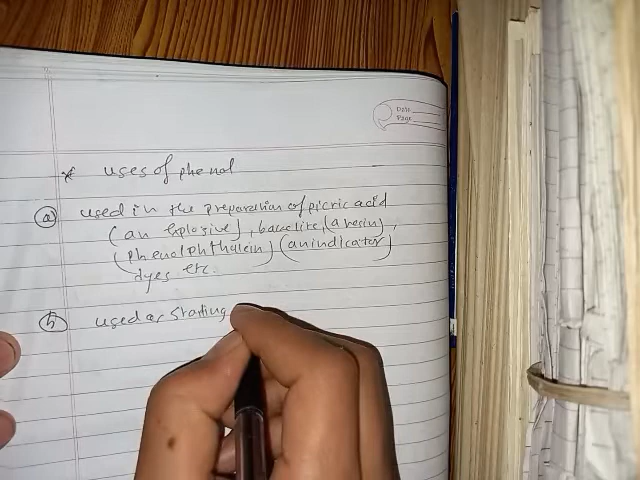 Date
Page
* uses of phenol
(a) used in the preparation of picric acid
(an explosive), bakelite, (a resin),
(phenolphthalein) (an indicator)
dyes etc.
(b) used as starting